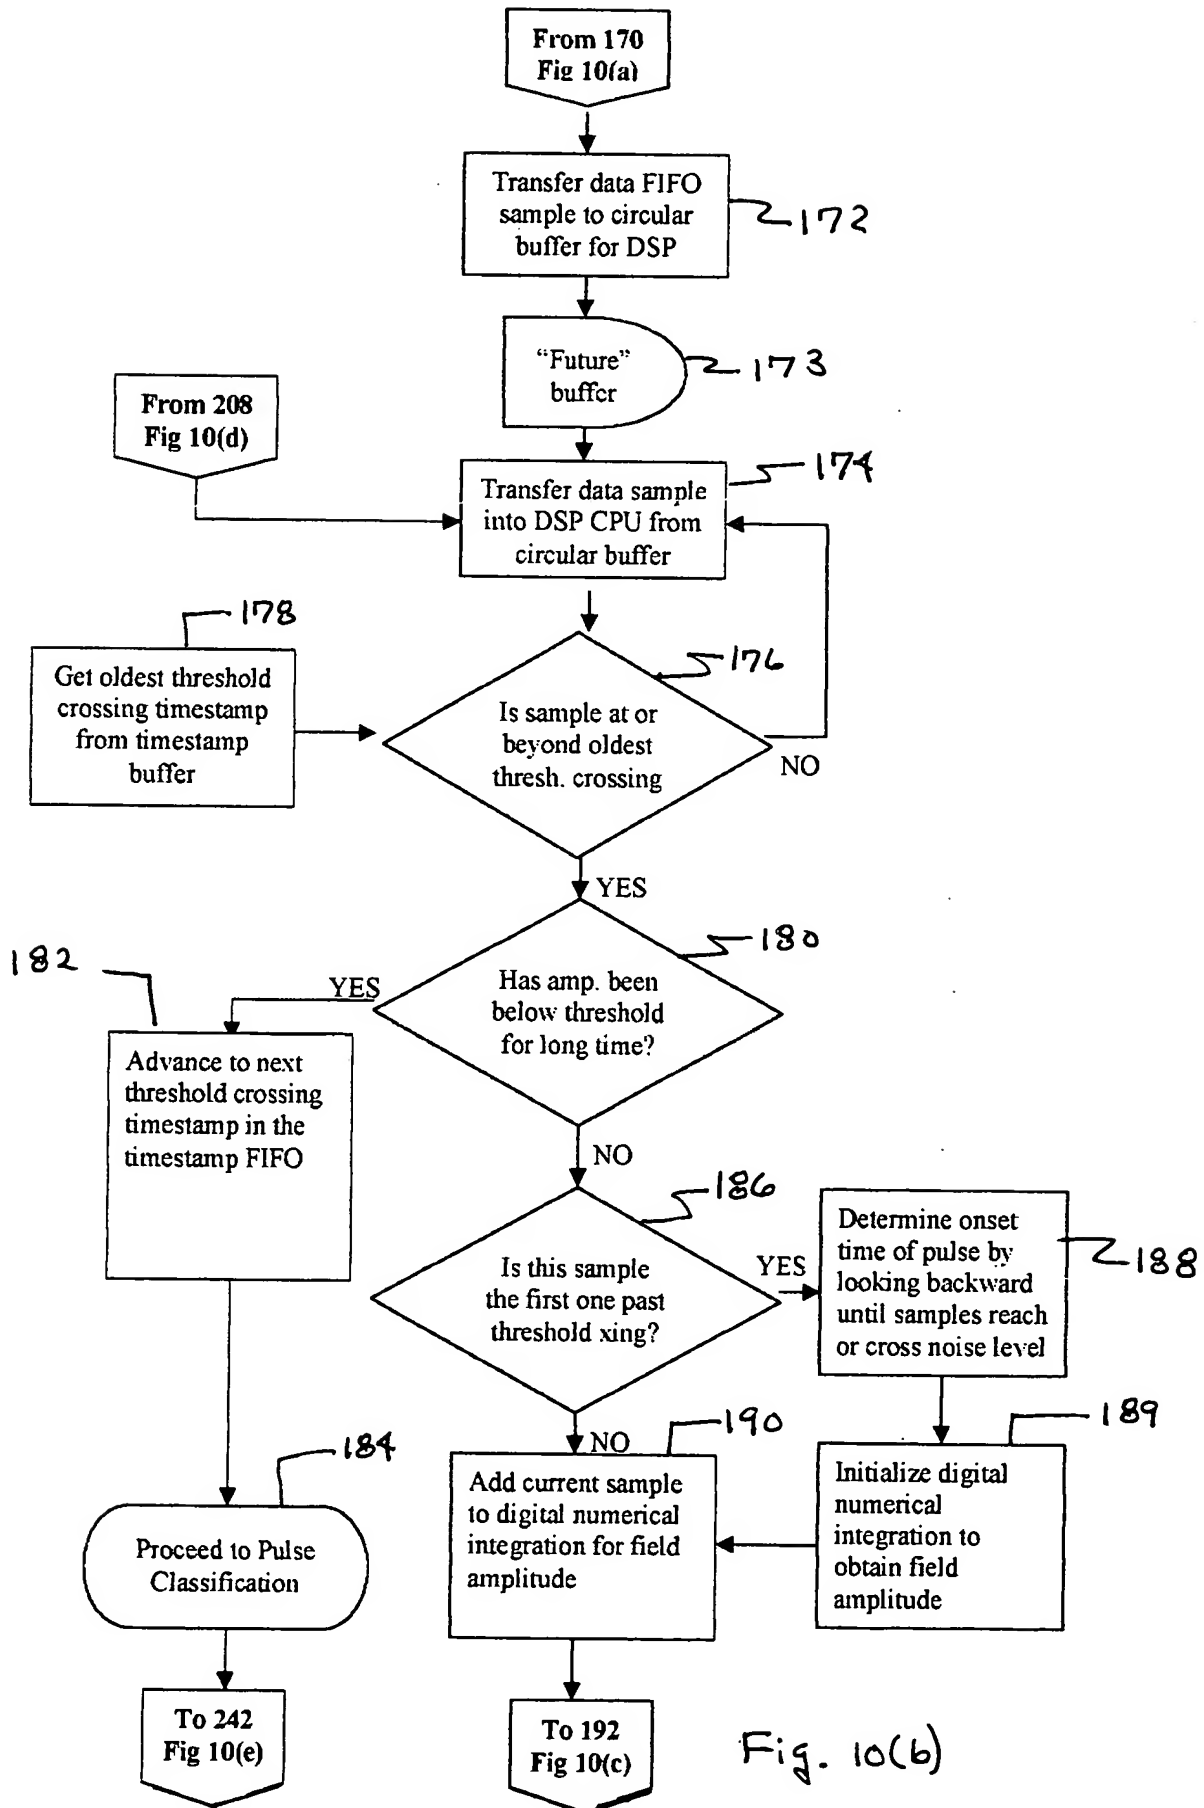 From 170
Fig 10(a)
Transfer data FIFO
sample to circular
buffer for DSP
172
"Future"
buffer
173
From 208
Fig 10(d)
Transfer data sample
into DSP CPU from
circular buffer
174
178
Get oldest threshold
crossing timestamp
from timestamp
buffer
176
Is sample at or
beyond oldest
thresh. crossing
NO
YES
180
182
YES
Has amp. been
below threshold
for long time?
Advance to next
threshold crossing
timestamp in the
timestamp FIFO
NO
186
Is this sample
the first one past
threshold xing?
YES
Determine onset
time of pulse by
looking backward
until samples reach
or cross noise level
188
NO
190
189
184
Add current sample
to digital numerical
integration for field
amplitude
Initialize digital
numerical
integration to
obtain field
amplitude
Proceed to Pulse
Classification
To 242
Fig 10(e)
To 192
Fig 10(c)
Fig. 10(b)